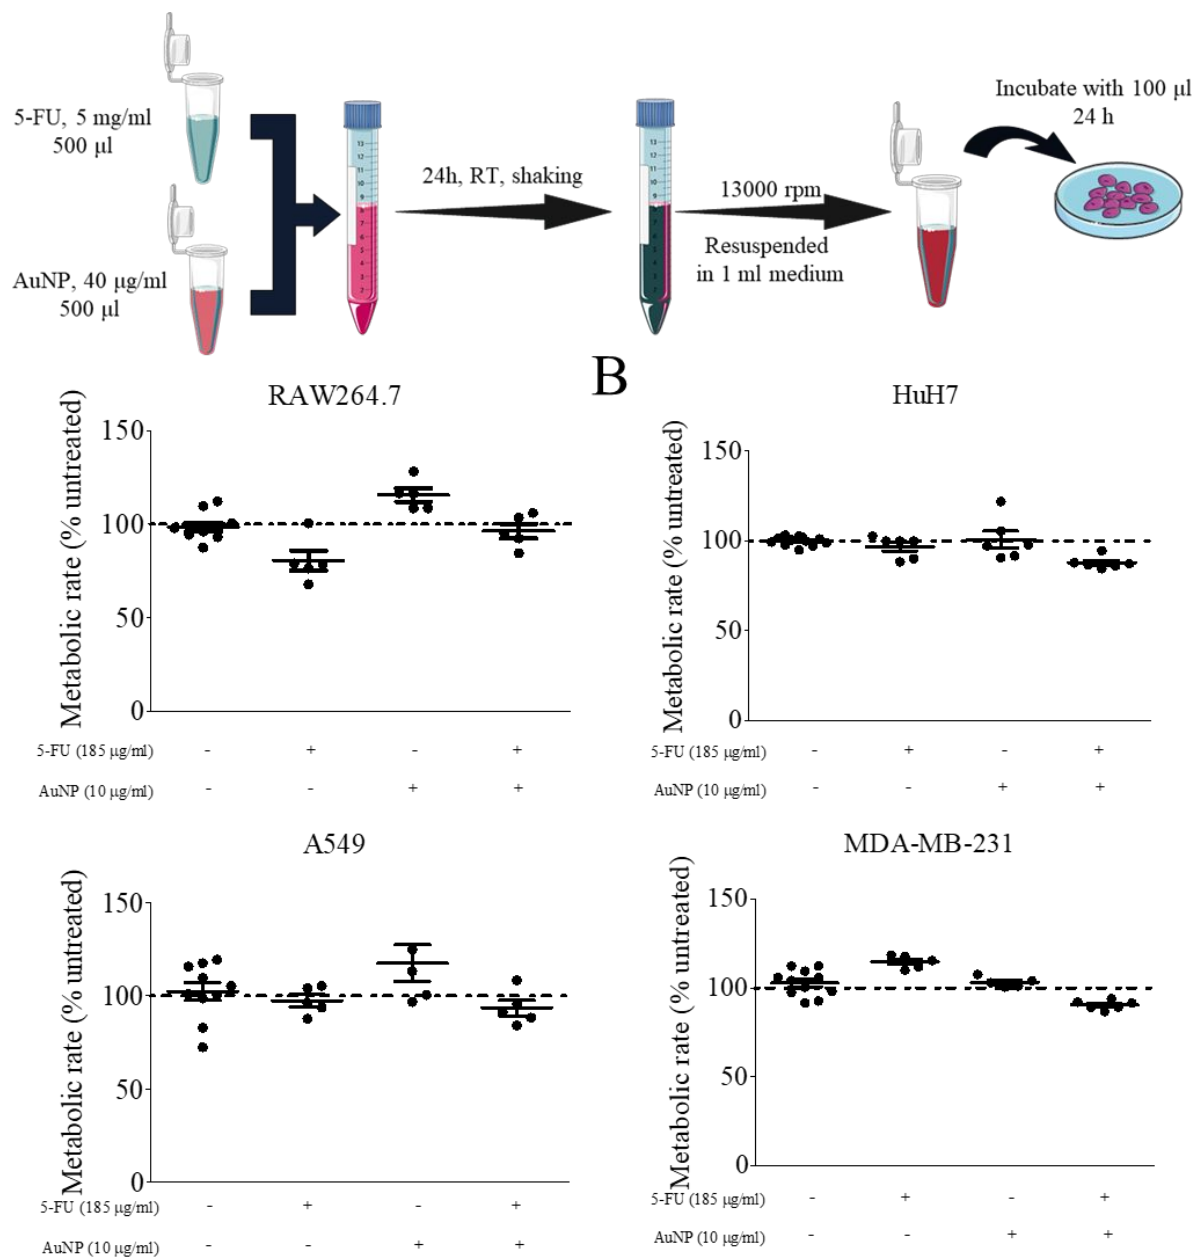 5-FU, 5 mg/ml
500 μl
AuNP, 40 μg/ml
500 μl
24h, RT, shaking
13000 rpm
Resuspended
in 1 ml medium
Incubate with 100 μl
24 h
B
RAW264.7
Metabolic rate (% untreated)
150
100
50
0
5-FU (185 μg/ml) - + - +
AuNP (10 μg/ml) - - + +
HuH7
Metabolic rate (% untreated)
150
100
50
0
5-FU (185 μg/ml) - + - +
AuNP (10 μg/ml) - - + +
A549
Metabolic rate (% untreated)
150
100
50
0
5-FU (185 μg/ml) - + - +
AuNP (10 μg/ml) - - + +
MDA-MB-231
Metabolic rate (% untreated)
150
100
50
0
5-FU (185 μg/ml) - + - +
AuNP (10 μg/ml) - - + +